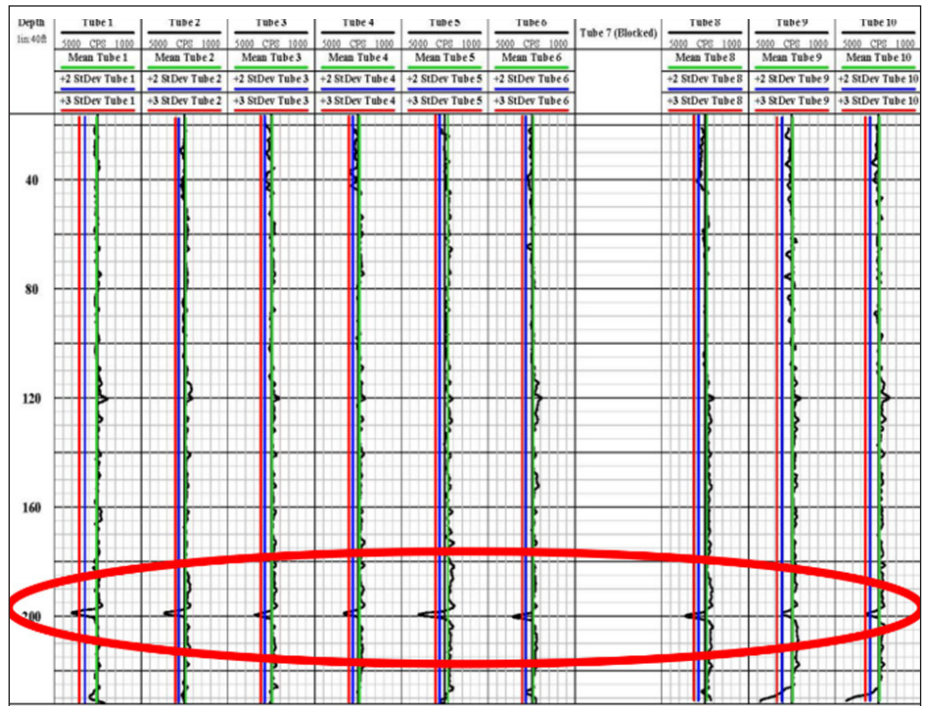 Depth Tube 1 Tube 2 Tube 3 Tube 4 Tube 5 Tube 6 Tube 7 (Blocked) Tube 8 Tube 9 Tube 10
1in:40ft 5000 CPS 1000 5000 CPS 1000 5000 CPS 1000 5000 CPS 1000 5000 CPS 1000 5000 CPS 1000 5000 CPS 1000 5000 CPS 1000 5000 CPS 1000
Mean Tube 1 Mean Tube 2 Mean Tube 3 Mean Tube 4 Mean Tube 5 Mean Tube 6 Mean Tube 8 Mean Tube 9 Mean Tube 10
+2 StDev Tube 1 +2 StDev Tube 2 +2 StDev Tube 3 +2 StDev Tube 4 +2 StDev Tube 5 +2 StDev Tube 6 +2 StDev Tube 8 +2 StDev Tube 9 +2 StDev Tube 10
+3 StDev Tube 1 +3 StDev Tube 2 +3 StDev Tube 3 +3 StDev Tube 4 +3 StDev Tube 5 +3 StDev Tube 6 +3 StDev Tube 8 +3 StDev Tube 9 +3 StDev Tube 10
40
80
120
160
200